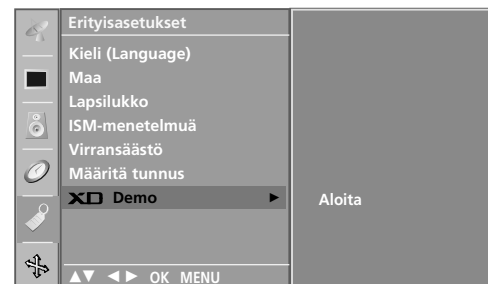 Erityisasetukset
Kieli (Language)
Maa
Lapsilukko
ISM-menetelmuä
Virransäästö
Määritä tunnus
XD Demo ► Aloita
▲▼ ◄► OK MENU